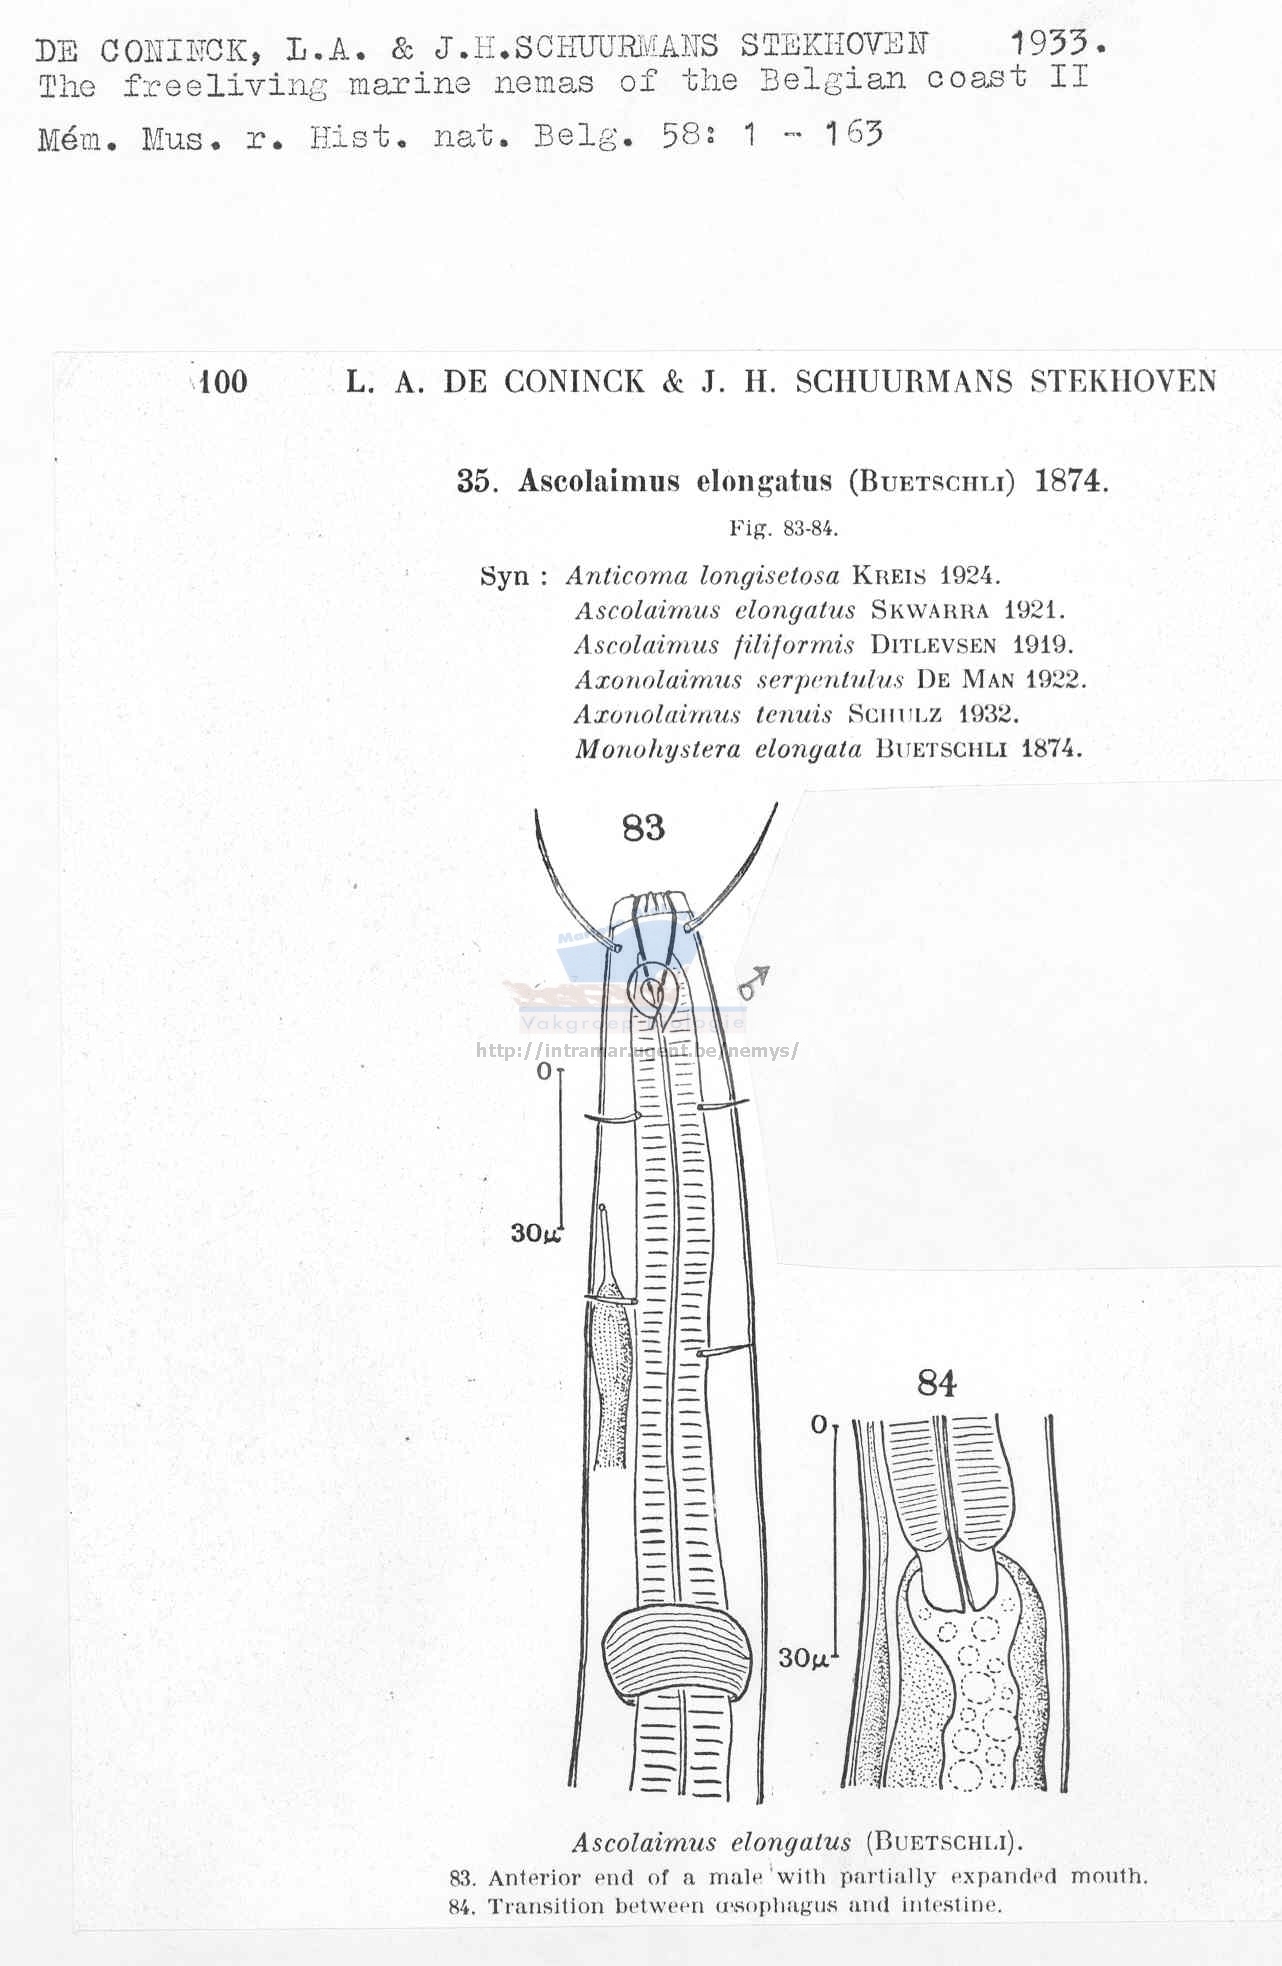 DE CONINCK, L.A. & J.H.SCHUURMANS STEKHOVEN 1933.
The freeliving marine nemas of the Belgian coast II
Mém. Mus. r. Hist. nat. Belg. 58: 1 - 163
100 L. A. DE CONINCK & J. H. SCHUURMANS STEKHOVEN
35. Ascolaimus elongatus (BUETSCHLI) 1874.
Fig. 83-84.
Syn : Anticoma longisetosa KREIS 1924.
Ascolaimus elongatus SKWARRA 1921.
Ascolaimus filiformis DITLEVSEN 1919.
Axonolaimus serpentulus DE MAN 1922.
Axonolaimus tenuis SCHULZ 1932.
Monohystera elongata BUETSCHLI 1874.
83
♂
Vakgroep Biologie
http://intramar.ugent.be/nemys/
0
30µ
84
0
30µ
Ascolaimus elongatus (BUETSCHLI).
83. Anterior end of a male with partially expanded mouth.
84. Transition between œsophagus and intestine.